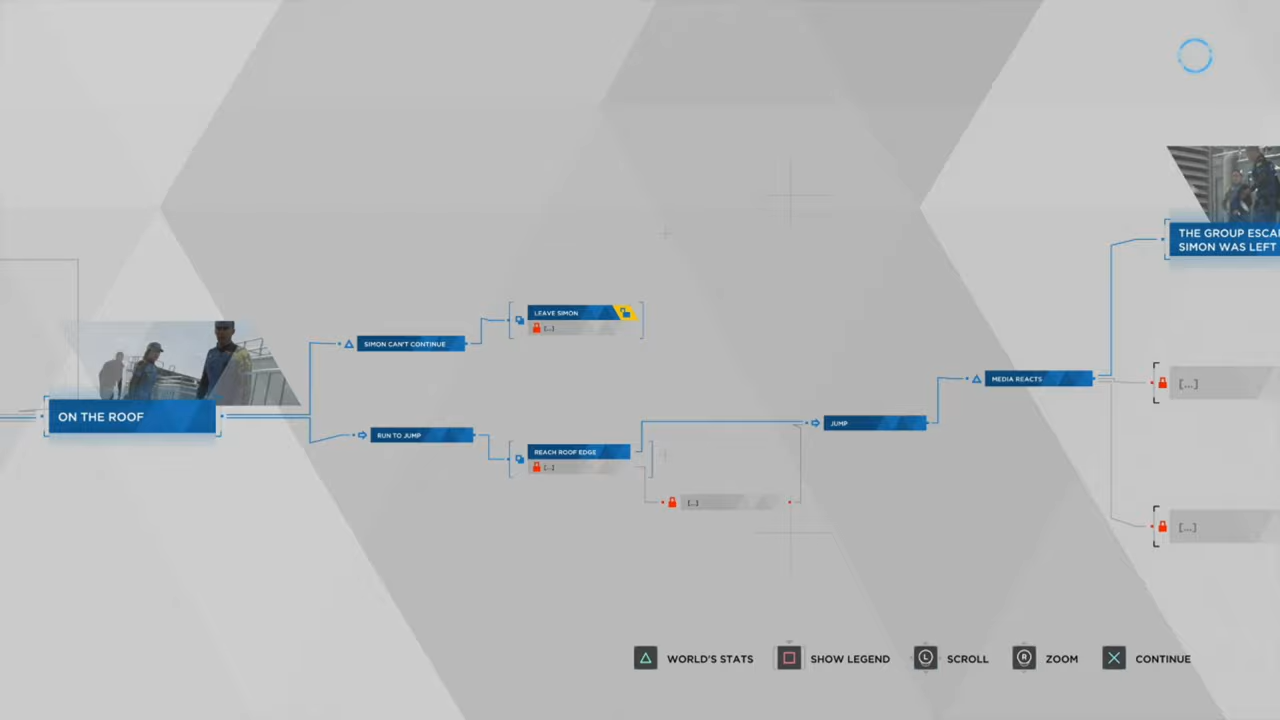 THE GROUP ESCA
SIMON WAS LEFT
LEAVE SIMON
[...]
SIMON CAN'T CONTINUE
MEDIA REACTS
[...]
ON THE ROOF
RUN TO JUMP
JUMP
REACH ROOF EDGE
[...]
[...]
[...]
WORLD'S STATS
SHOW LEGEND
L
SCROLL
R
ZOOM
CONTINUE